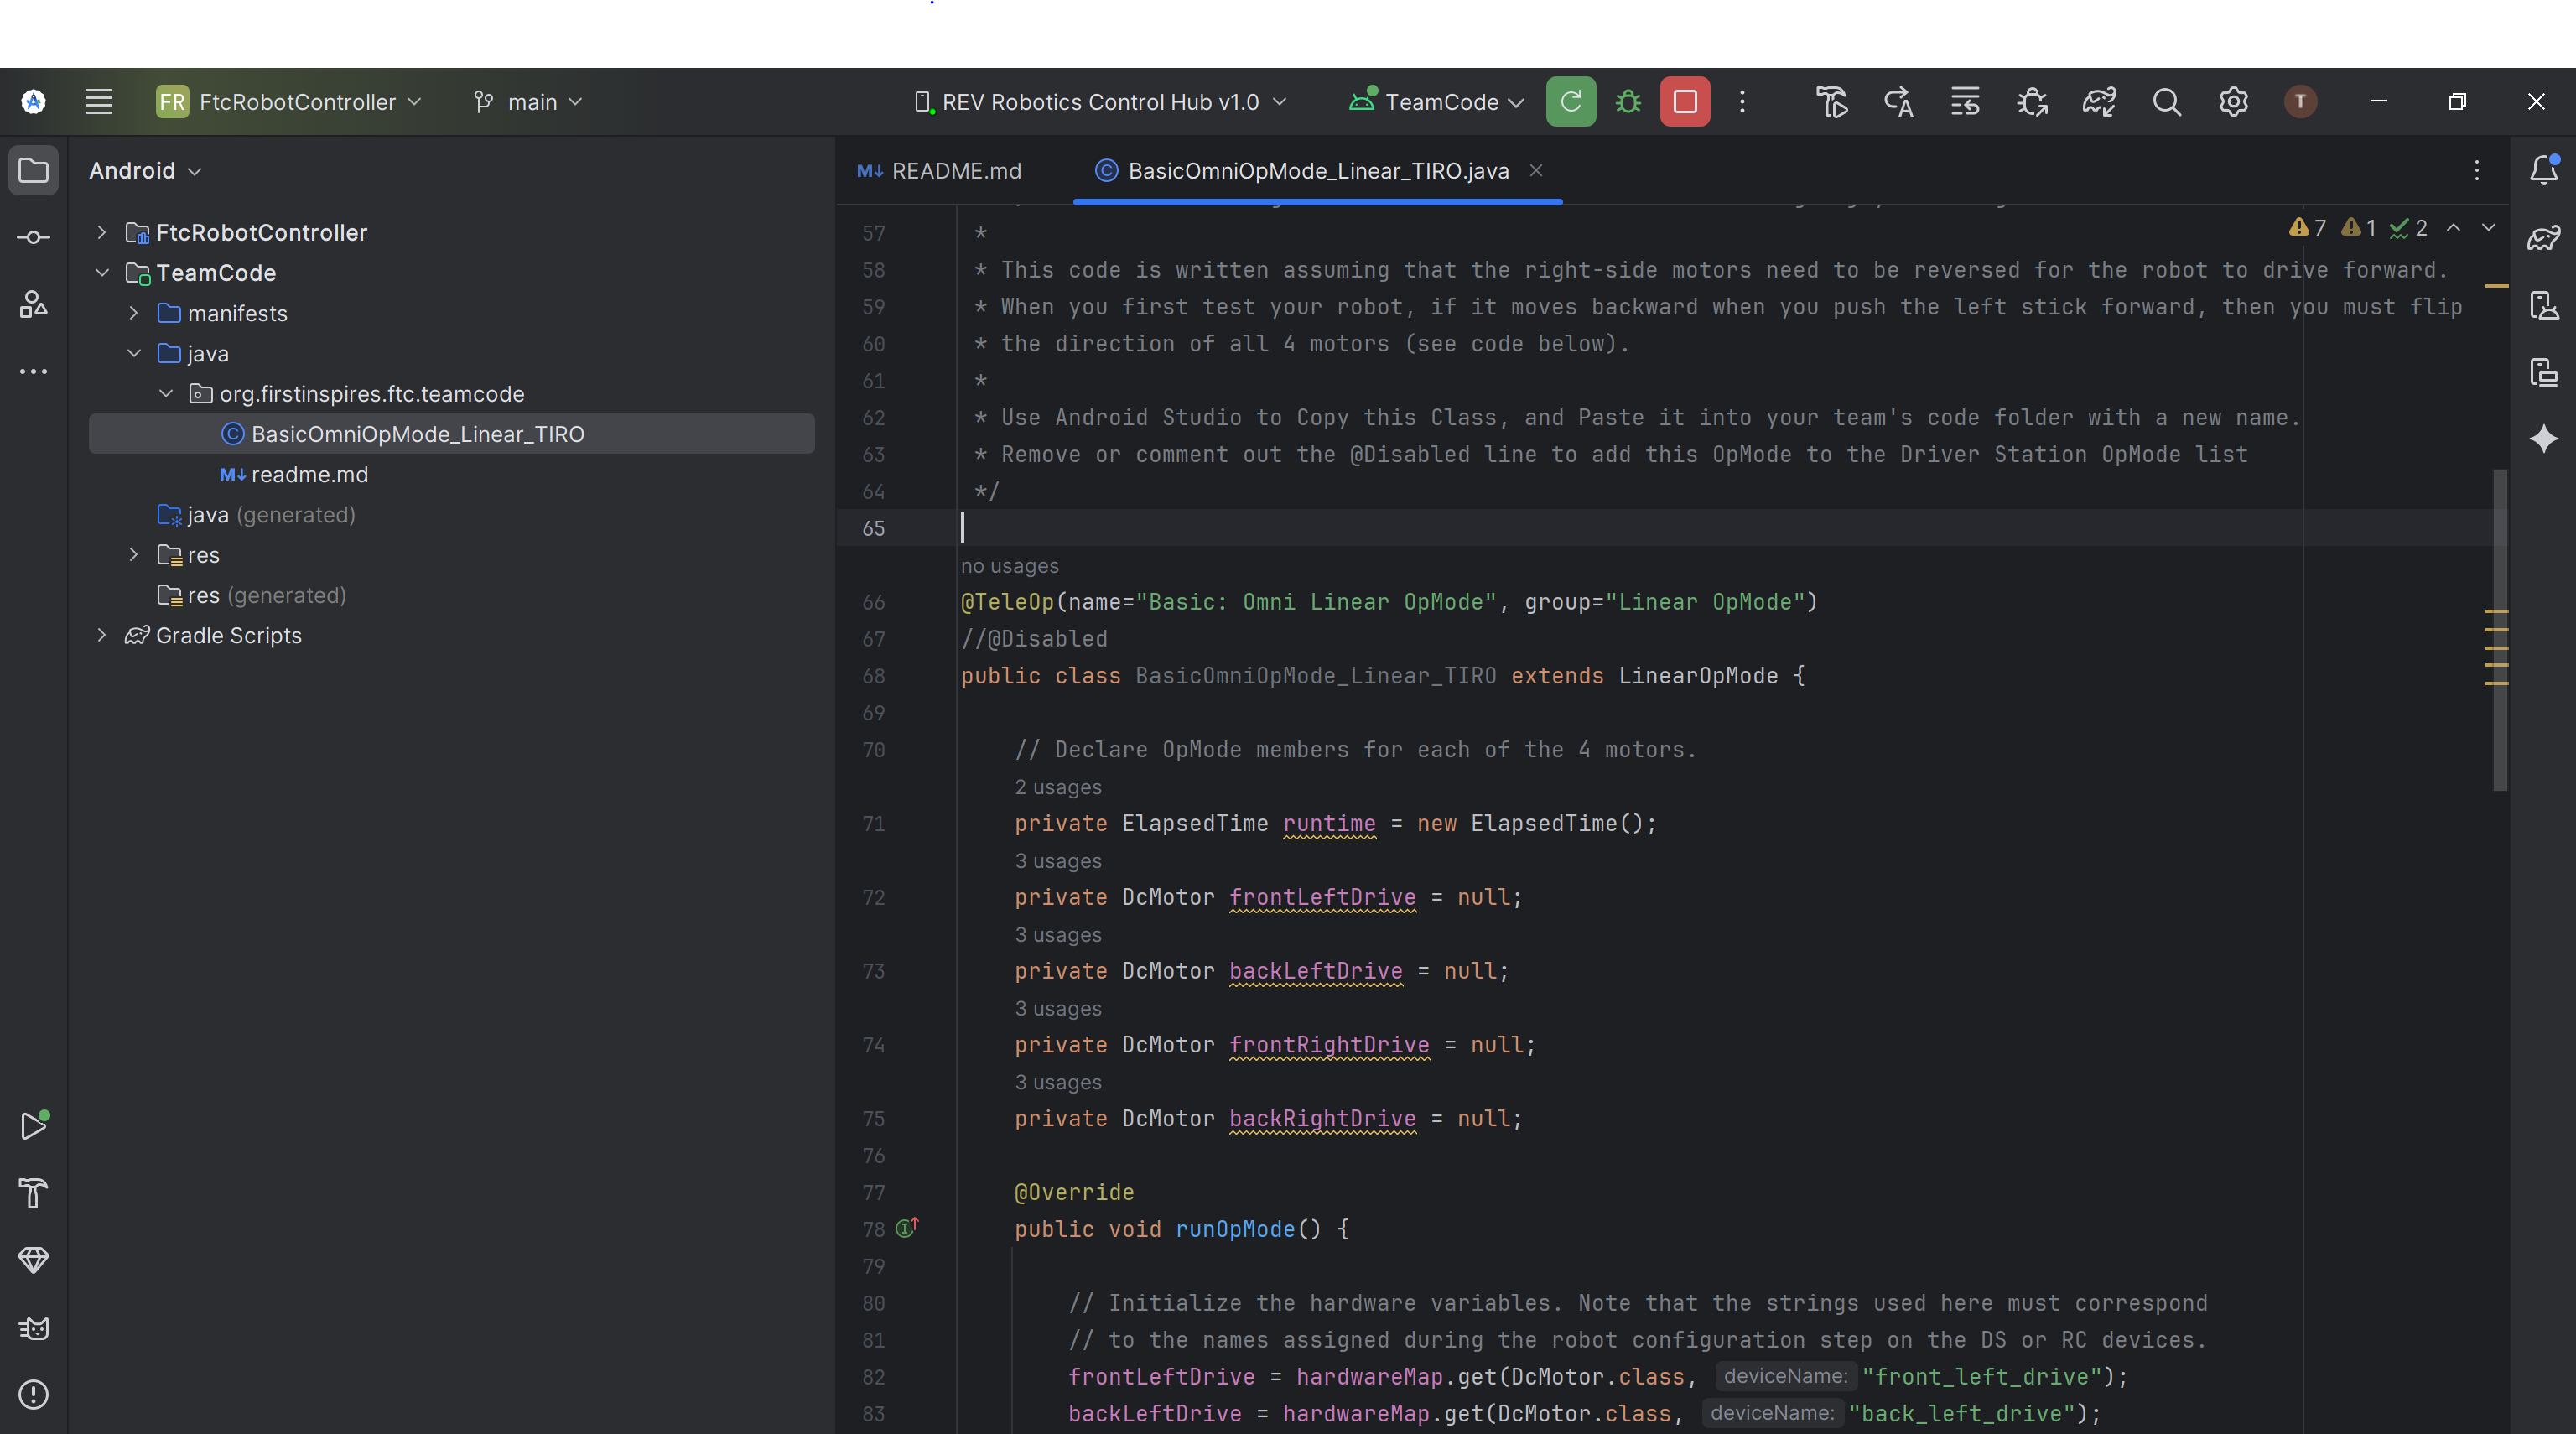 FR FtcRobotController main REV Robotics Control Hub v1.0 TeamCode T
Android
FtcRobotController
TeamCode
manifests
java
org.firstinspires.ftc.teamcode
BasicOmniOpMode_Linear_TIRO
M↓ readme.md
java (generated)
res
res (generated)
Gradle Scripts
M↓ README.md BasicOmniOpMode_Linear_TIRO.java
7 1 2
57 *
58 * This code is written assuming that the right-side motors need to be reversed for the robot to drive forward.
59 * When you first test your robot, if it moves backward when you push the left stick forward, then you must flip
60 * the direction of all 4 motors (see code below).
61 *
62 * Use Android Studio to Copy this Class, and Paste it into your team's code folder with a new name.
63 * Remove or comment out the @Disabled line to add this OpMode to the Driver Station OpMode list
64 */
65
no usages
66 @TeleOp(name="Basic: Omni Linear OpMode", group="Linear OpMode")
67 //@Disabled
68 public class BasicOmniOpMode_Linear_TIRO extends LinearOpMode {
69
70 // Declare OpMode members for each of the 4 motors.
2 usages
71 private ElapsedTime runtime = new ElapsedTime();
3 usages
72 private DcMotor frontLeftDrive = null;
3 usages
73 private DcMotor backLeftDrive = null;
3 usages
74 private DcMotor frontRightDrive = null;
3 usages
75 private DcMotor backRightDrive = null;
76
77 @Override
78 public void runOpMode() {
79
80 // Initialize the hardware variables. Note that the strings used here must correspond
81 // to the names assigned during the robot configuration step on the DS or RC devices.
82 frontLeftDrive = hardwareMap.get(DcMotor.class, deviceName: "front_left_drive");
83 backLeftDrive = hardwareMap.get(DcMotor.class, deviceName: "back_left_drive");